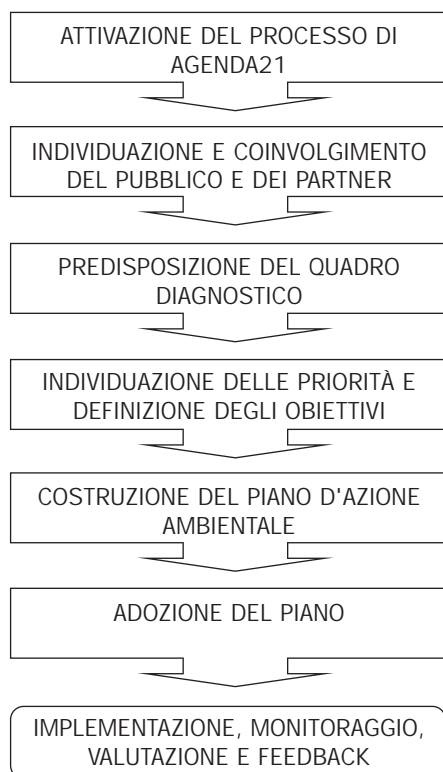 ATTIVAZIONE DEL PROCESSO DI
AGENDA21
INDIVIDUAZIONE E COINVOLGIMENTO
DEL PUBBLICO E DEI PARTNER
PREDISPOSIZIONE DEL QUADRO
DIAGNOSTICO
INDIVIDUAZIONE DELLE PRIORITÀ E
DEFINIZIONE DEGLI OBIETTIVI
COSTRUZIONE DEL PIANO D'AZIONE
AMBIENTALE
ADOZIONE DEL PIANO
IMPLEMENTAZIONE, MONITORAGGIO,
VALUTAZIONE E FEEDBACK